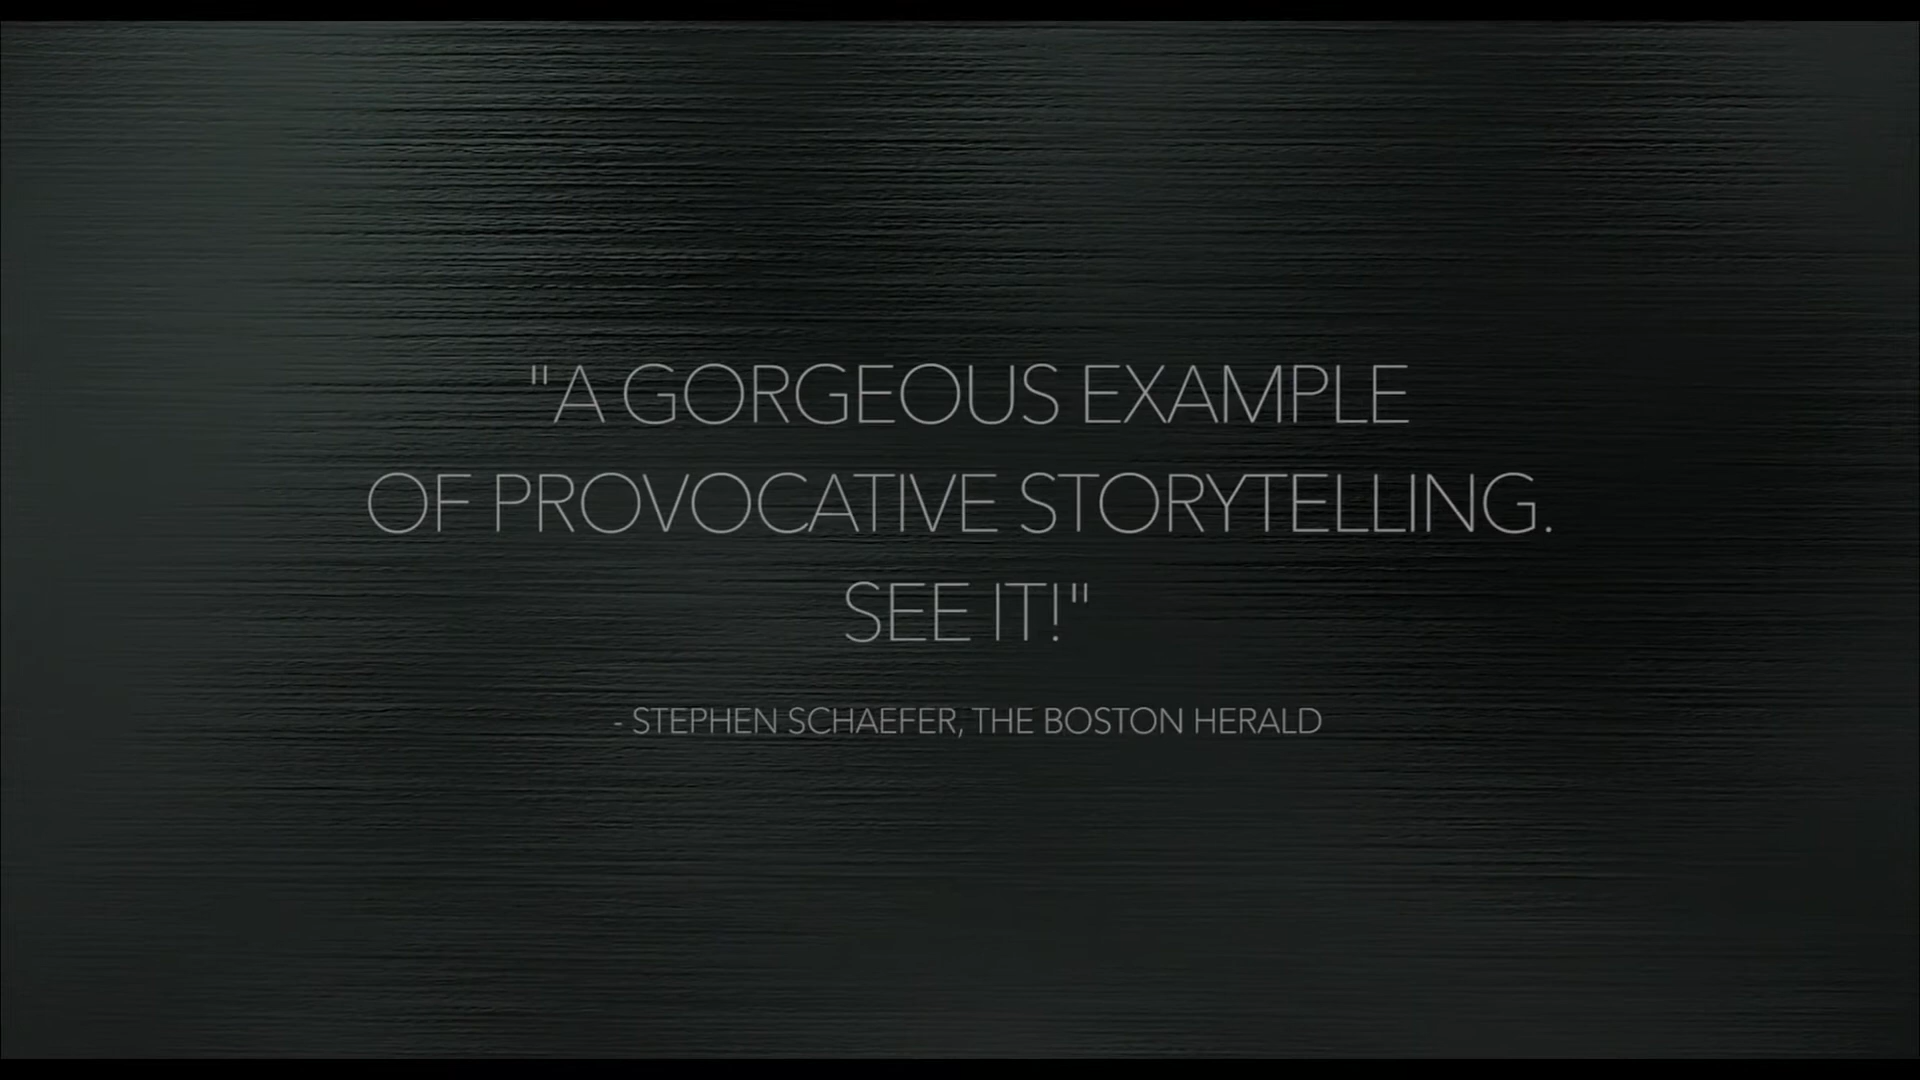 "A GORGEOUS EXAMPLE
OF PROVOCATIVE STORYTELLING.
SEE IT!"
- STEPHEN SCHAEFER, THE BOSTON HERALD